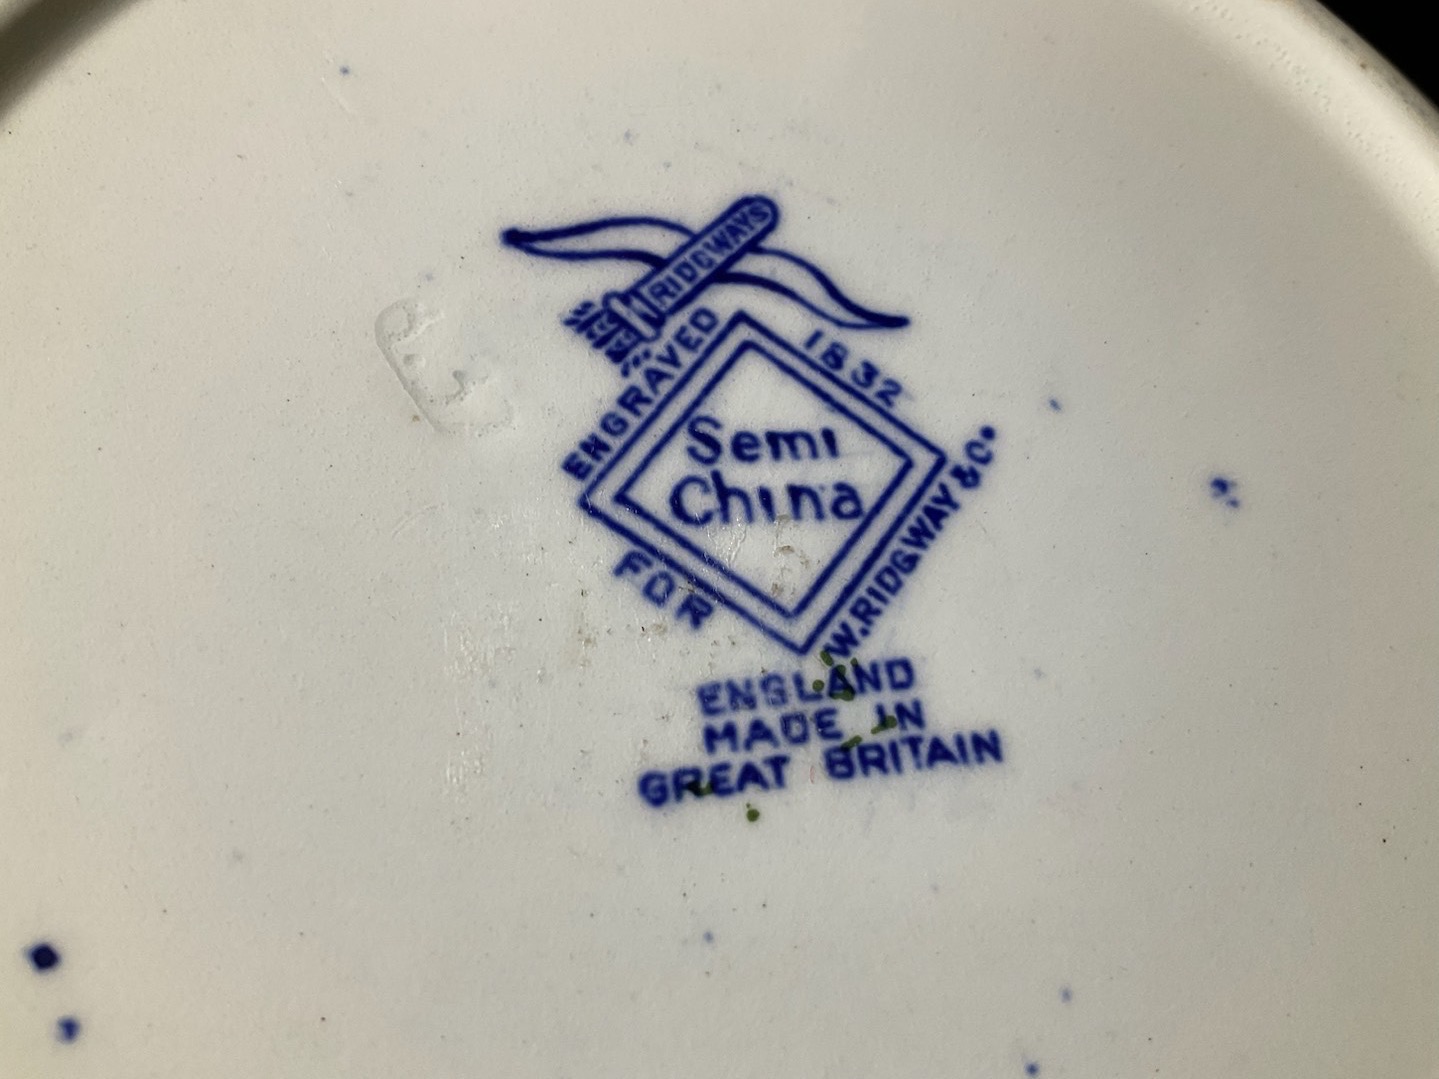 RIDGWAYS
ENGRAVED
1832
Semi
China
FOR
W.RIDGWAY & Co.
ENGLAND
MADE IN
GREAT BRITAIN